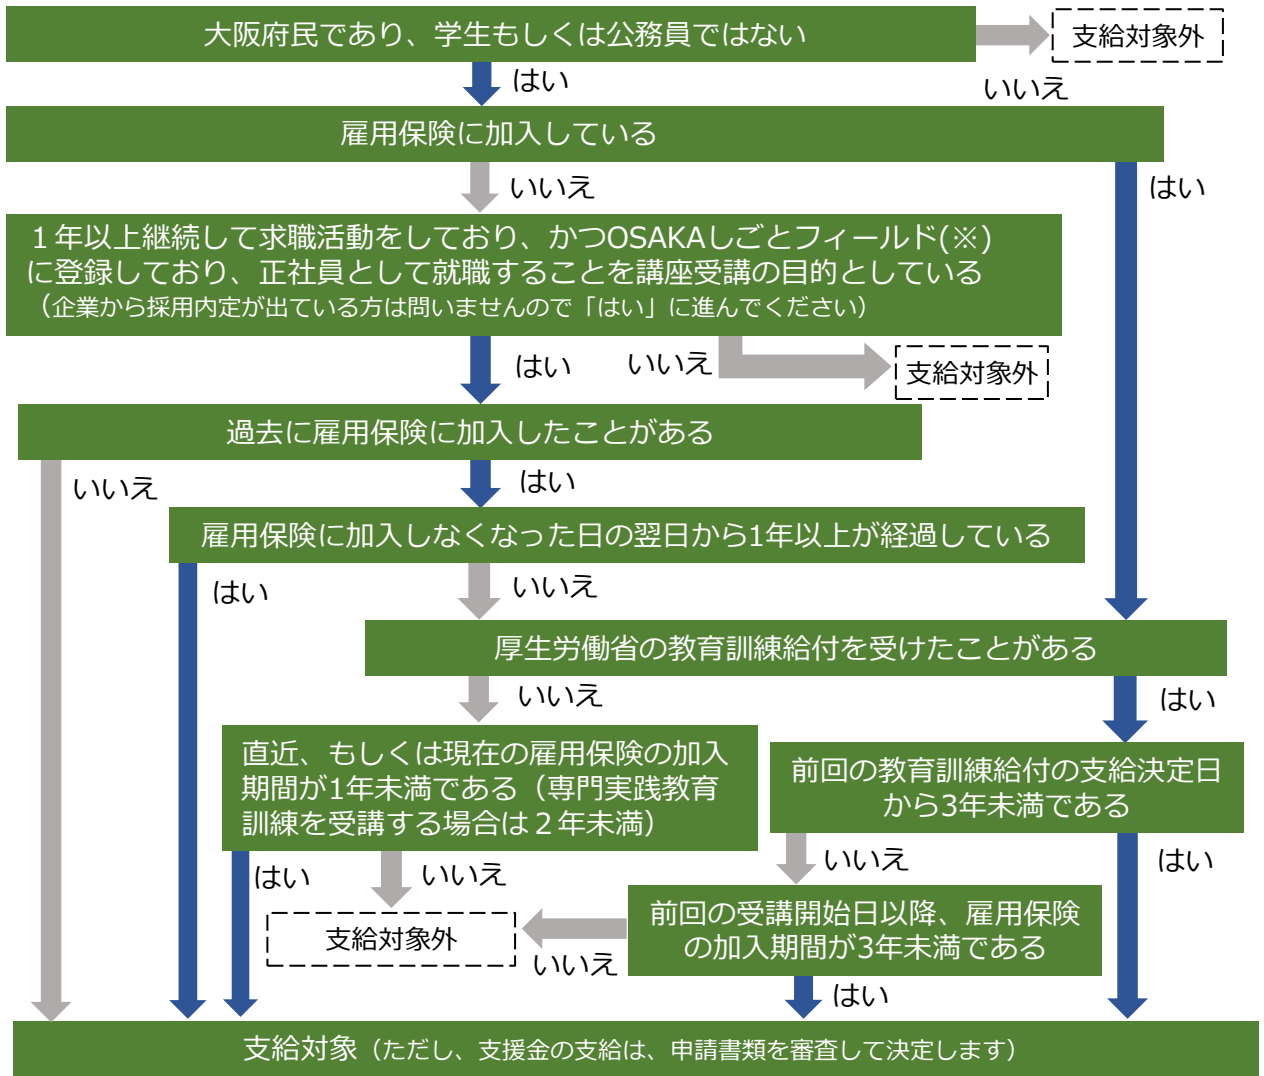 大阪府民であり、学生もしくは公務員ではない
支給対象外
はい
いいえ
雇用保険に加入している
いいえ
はい
１年以上継続して求職活動をしており、かつOSAKAしごとフィールド(※)
に登録しており、正社員として就職することを講座受講の目的としている
（企業から採用内定が出ている方は問いませんので「はい」に進んでください）
はい
いいえ
支給対象外
過去に雇用保険に加入したことがある
いいえ
はい
雇用保険に加入しなくなった日の翌日から1年以上が経過している
はい
いいえ
厚生労働省の教育訓練給付を受けたことがある
いいえ
はい
直近、もしくは現在の雇用保険の加入
期間が1年未満である（専門実践教育
訓練を受講する場合は２年未満）
前回の教育訓練給付の支給決定日
から3年未満である
はい
いいえ
いいえ
はい
支給対象外
前回の受講開始日以降、雇用保険
の加入期間が3年未満である
いいえ
はい
支給対象（ただし、支援金の支給は、申請書類を審査して決定します）